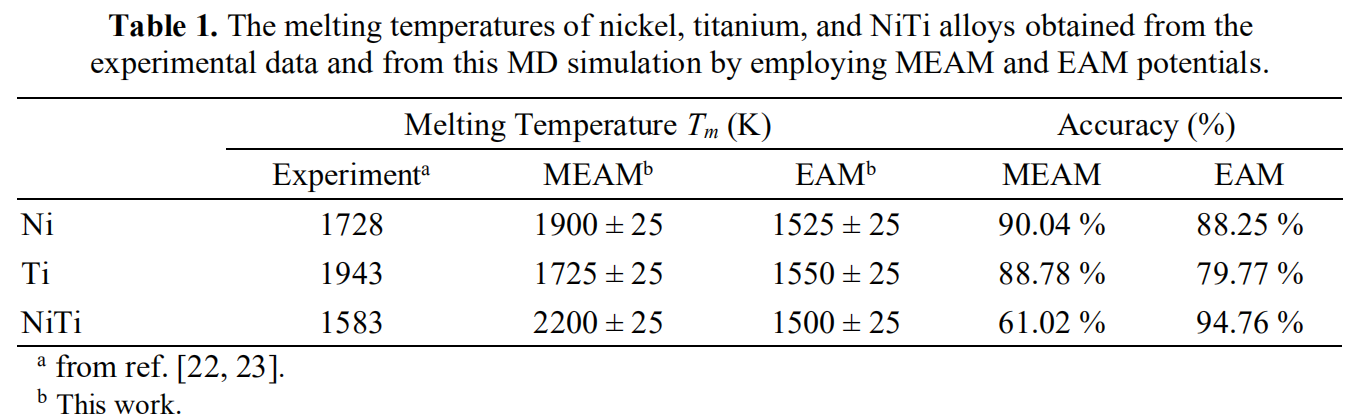 Table 1. The melting temperatures of nickel, titanium, and NiTi alloys obtained from the
experimental data and from this MD simulation by employing MEAM and EAM potentials.
Melting Temperature Tm (K) Accuracy (%)
Experimentᵃ MEAMᵇ EAMᵇ MEAM EAM
Ni 1728 1900 ± 25 1525 ± 25 90.04 % 88.25 %
Ti 1943 1725 ± 25 1550 ± 25 88.78 % 79.77 %
NiTi 1583 2200 ± 25 1500 ± 25 61.02 % 94.76 %
ᵃ from ref. [22, 23].
ᵇ This work.